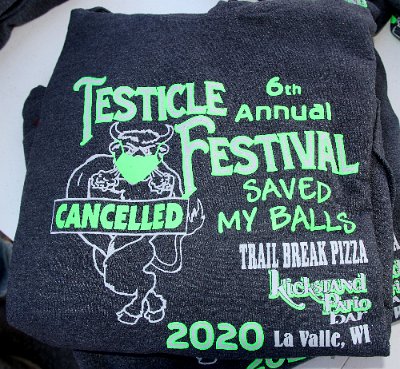 TESTICLE 6th
Annual
FESTIVAL
SAVED
CANCELLED MY BALLS
TRAIL BREAK PIZZA
Kickstand
Patio
BAR
2020 La Valle, WI